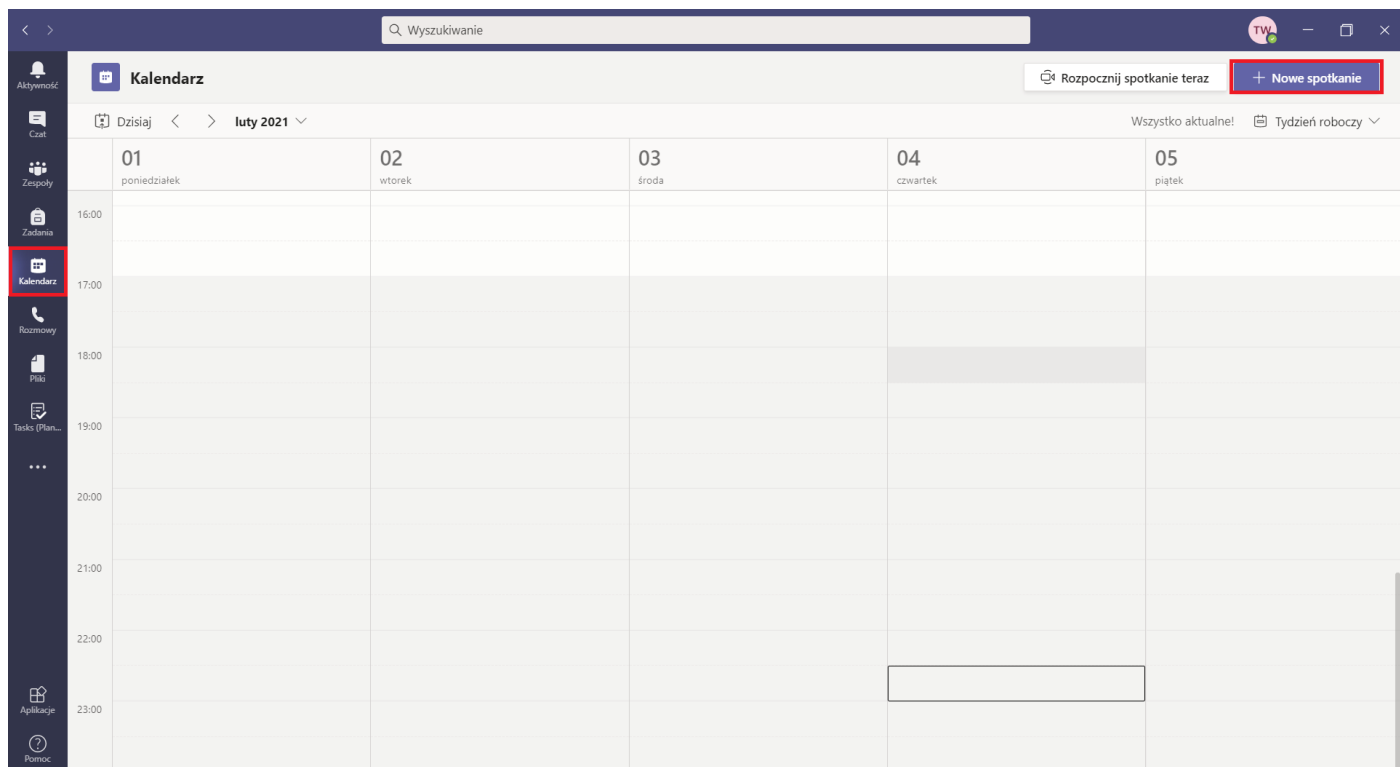 Wyszukiwanie
TW
Aktywność
Kalendarz
Rozpocznij spotkanie teraz
+ Nowe spotkanie
Czat
Dzisiaj
luty 2021
Wszystko aktualne!
Tydzień roboczy
Zespoły
01
poniedziałek
02
wtorek
03
środa
04
czwartek
05
piątek
Zadania
16:00
Kalendarz
17:00
Rozmowy
18:00
Pliki
Tasks (Plan...
19:00
20:00
21:00
22:00
Aplikacje
23:00
Pomoc